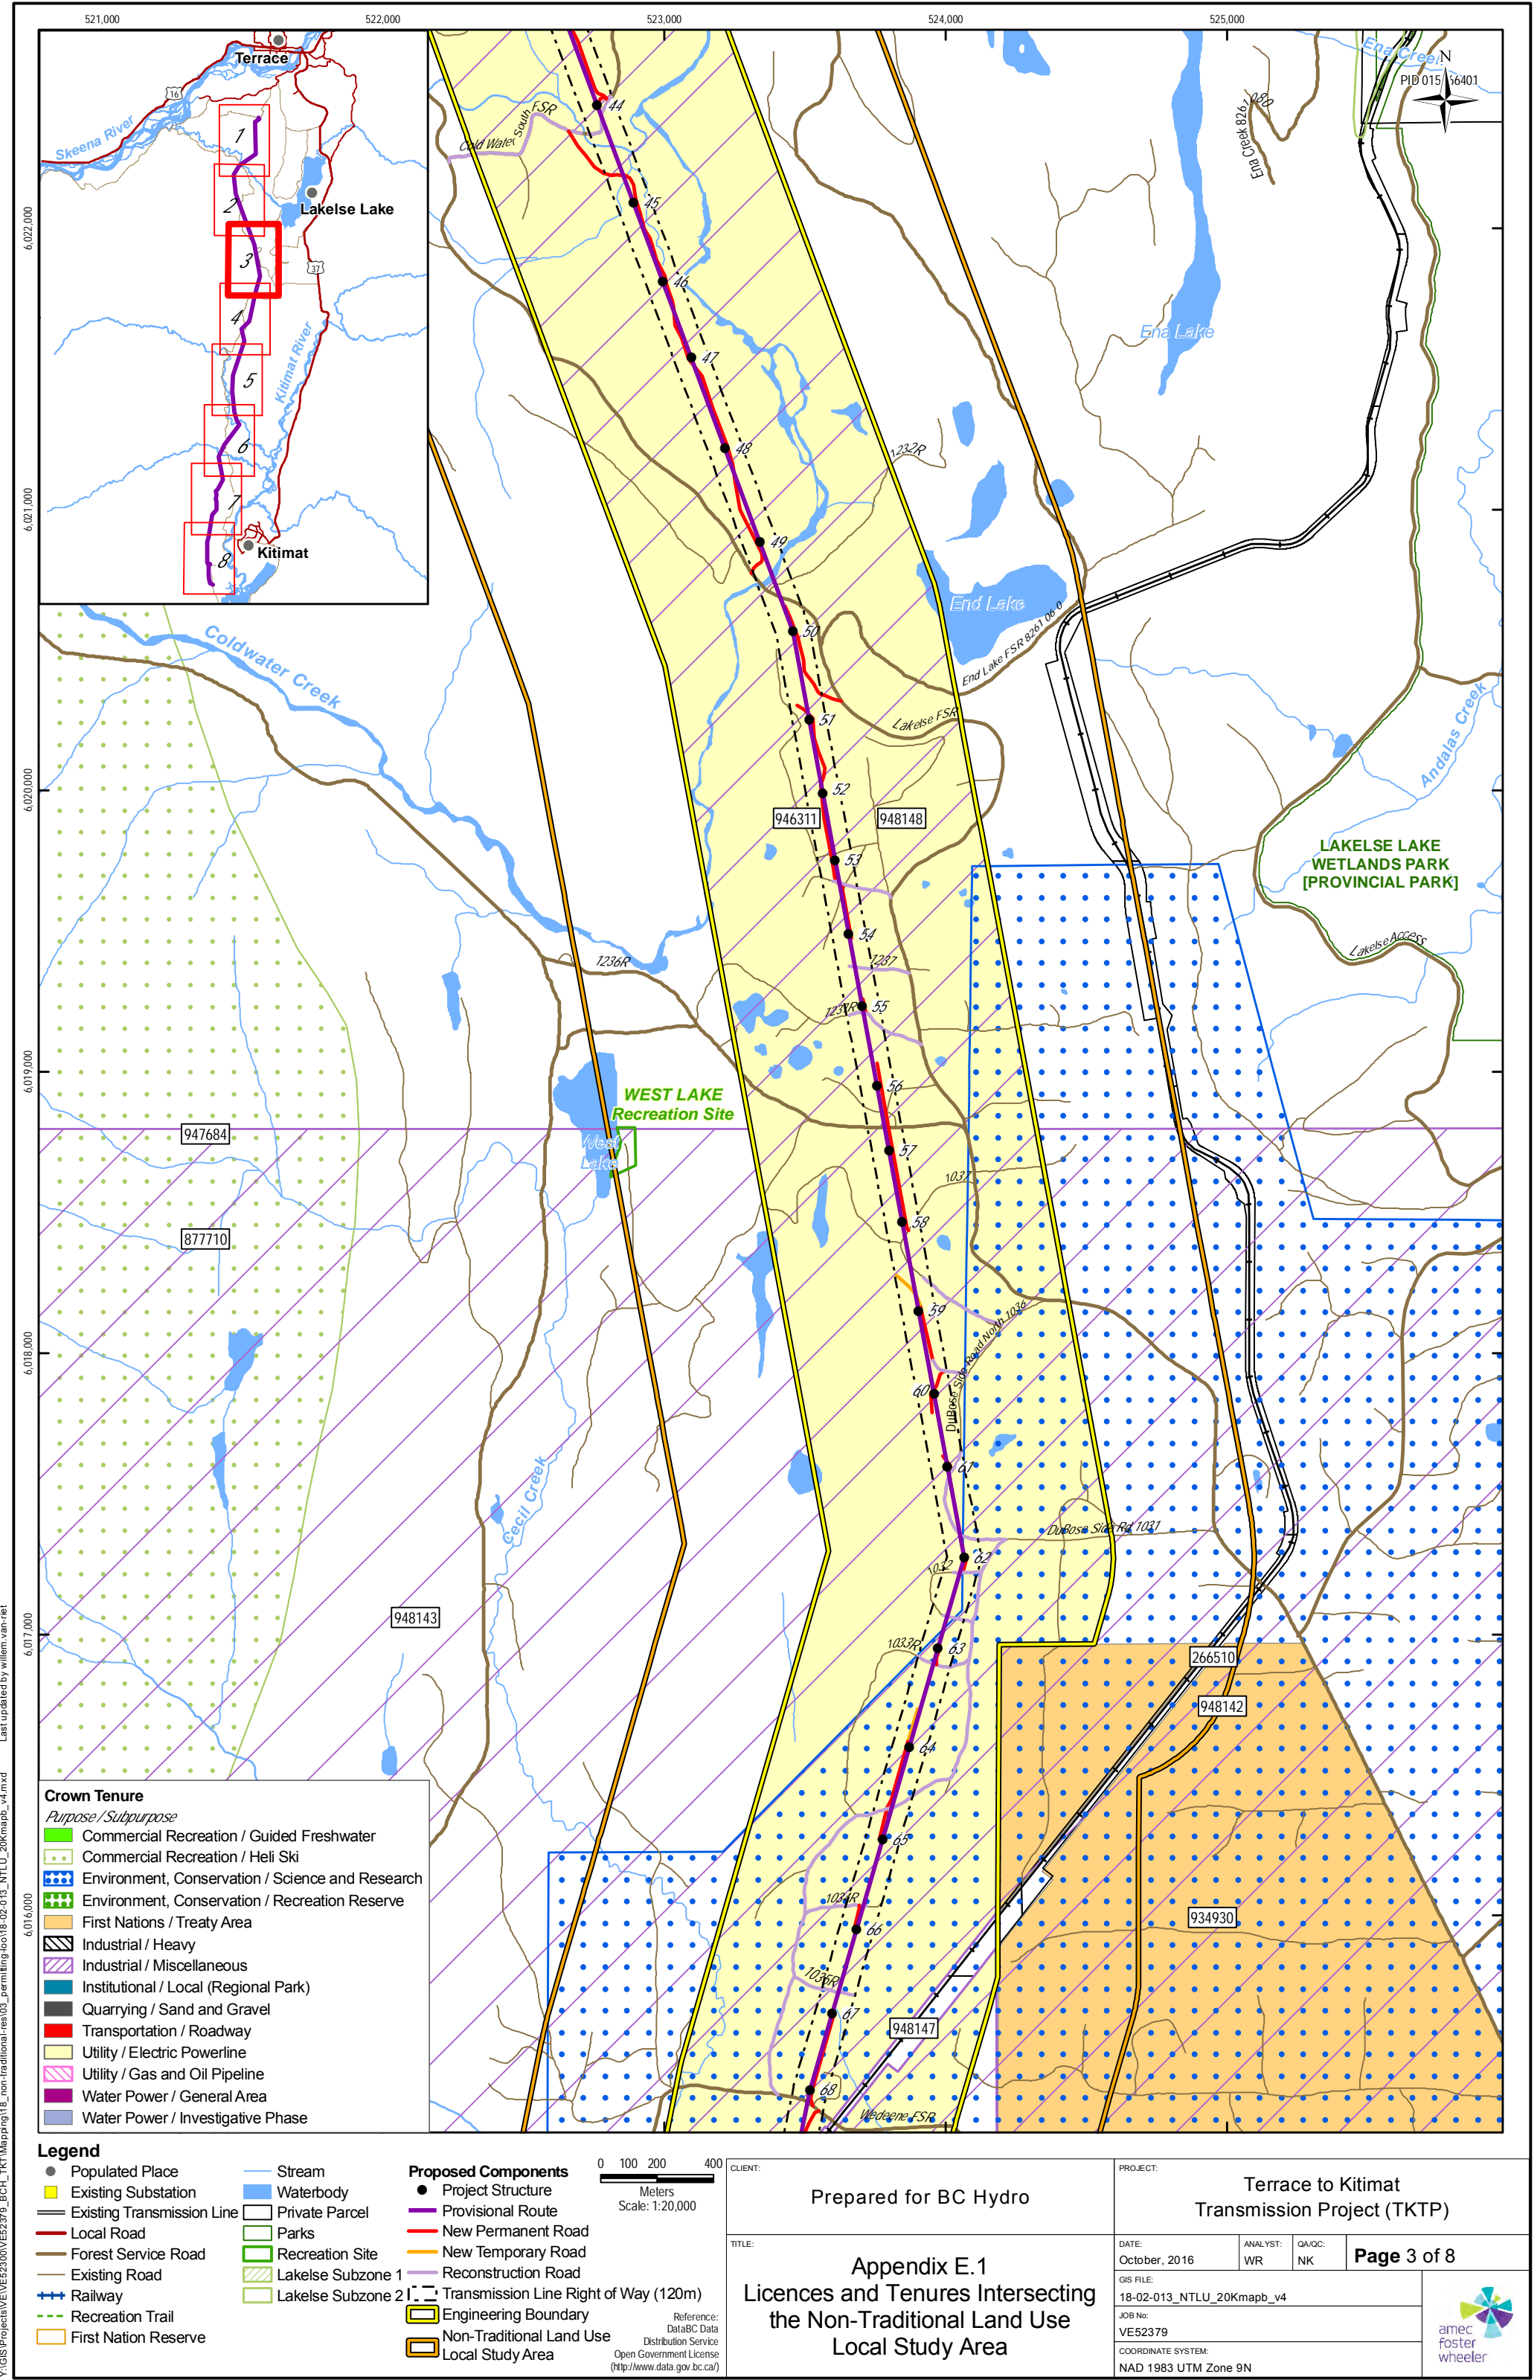 521,000
522,000
523,000
524,000
525,000
6,022,000
6,021,000
6,020,000
6,019,000
6,018,000
6,017,000
6,016,000
Terrace
16
Skeena River
Lakelse Lake
37
Kitimat River
Kitimat
1
2
3
4
5
6
7
8
Cold Water South FSR
Ena Creek
N
Ena Lake
1232R
End Lake
End Lake FSR 8261 06 0
Lakelse FSR
Coldwater Creek
Andalas Creek
946311
948148
LAKELSE LAKE
WETLANDS PARK
[PROVINCIAL PARK]
Lakelse Access
1236R
1237
WEST LAKE
Recreation Site
West
Lake
947684
877710
1037
DuBose Side Road North 1036
Cecil Creek
DuBose Side Rd 1031
1032
1033R
948143
266510
948142
934930
1034R
1036R
948147
Wedeene FSR
44
45
46
47
48
49
50
51
52
53
54
55
56
57
58
59
60
61
62
63
64
65
66
67
68
Crown Tenure
Purpose / Subpurpose
Commercial Recreation / Guided Freshwater
Commercial Recreation / Heli Ski
Environment, Conservation / Science and Research
Environment, Conservation / Recreation Reserve
First Nations / Treaty Area
Industrial / Heavy
Industrial / Miscellaneous
Institutional / Local (Regional Park)
Quarrying / Sand and Gravel
Transportation / Roadway
Utility / Electric Powerline
Utility / Gas and Oil Pipeline
Water Power / General Area
Water Power / Investigative Phase
Legend
Populated Place
Existing Substation
Existing Transmission Line
Local Road
Forest Service Road
Existing Road
Railway
Recreation Trail
First Nation Reserve
Stream
Waterbody
Private Parcel
Parks
Recreation Site
Lakelse Subzone 1
Lakelse Subzone 2
Proposed Components
Project Structure
Provisional Route
New Permanent Road
New Temporary Road
Reconstruction Road
Transmission Line Right of Way (120m)
Engineering Boundary
Non-Traditional Land Use
Local Study Area
0 100 200 400
Meters
Scale: 1:20,000
Reference:
DataBC Data
Distribution Service
Open Government License
(http://www.data.gov.bc.ca/)
CLIENT:
Prepared for BC Hydro
TITLE:
Appendix E.1
Licences and Tenures Intersecting
the Non-Traditional Land Use
Local Study Area
PROJECT:
Terrace to Kitimat
Transmission Project (TKTP)
DATE:
October, 2016
ANALYST:
WR
QA/QC:
NK
Page 3 of 8
GIS FILE:
18-02-013_NTLU_20Kmapb_v4
JOB No:
VE52379
COORDINATE SYSTEM:
NAD 1983 UTM Zone 9N
amec
foster
wheeler
Last updated by willem.van-riet